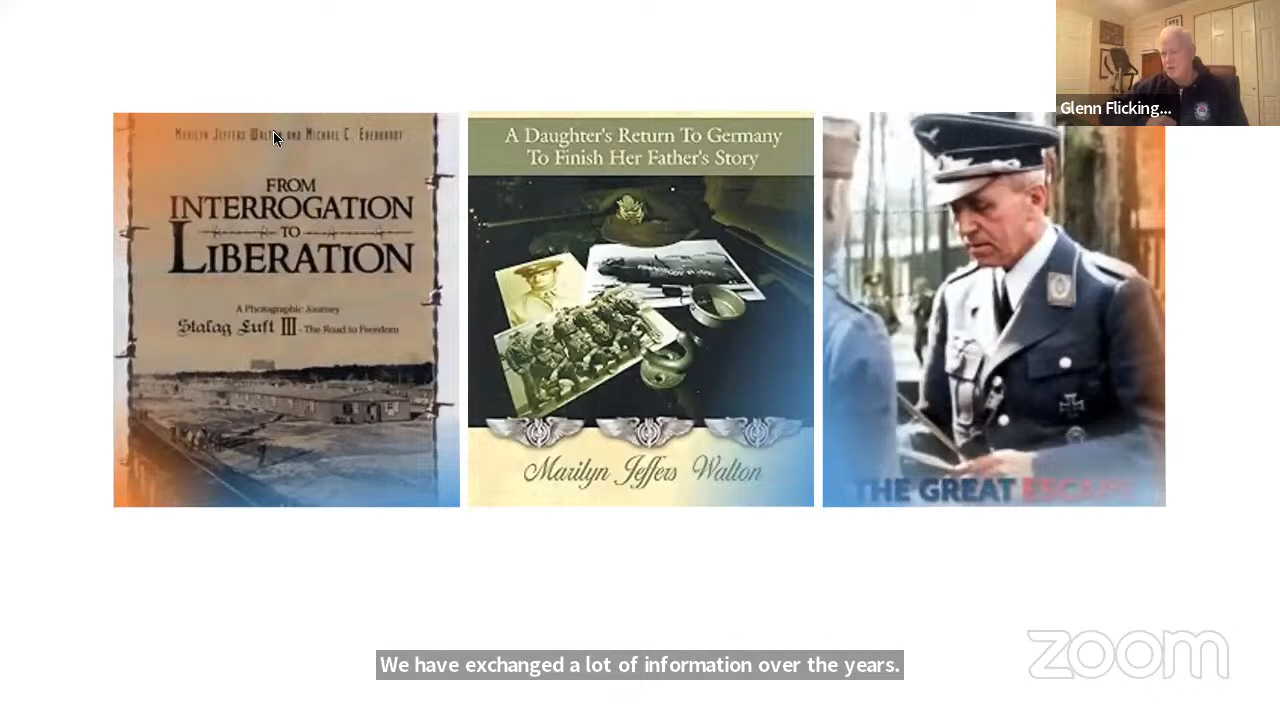 Glenn Flicking...
MARILYN JEFFERS WALTON AND MICHAEL C. EBERHARDT
FROM
INTERROGATION
TO
LIBERATION
A Photographic Journey
Stalag Luft III - The Road to Freedom
A Daughter's Return To Germany
To Finish Her Father's Story
Marilyn Jeffers Walton
THE GREAT ESCAPE
We have exchanged a lot of information over the years.
zoom